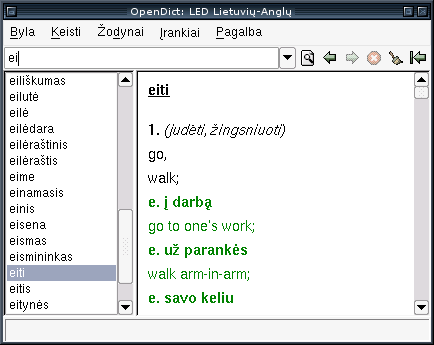 OpenDict: LED Lietuvių-Anglų
Byla Keisti Žodynai Įrankiai Pagalba
ei
eiliškumas
eilutė
eilė
eilėdara
eilėraštinis
eilėraštis
eime
einamasis
einis
eisena
eismas
eismininkas
eiti
eitis
eitynės
eiti
1. (judėti, žingsniuoti)
go,
walk;
e. į darbą
go to one's work;
e. už parankės
walk arm-in-arm;
e. savo keliu